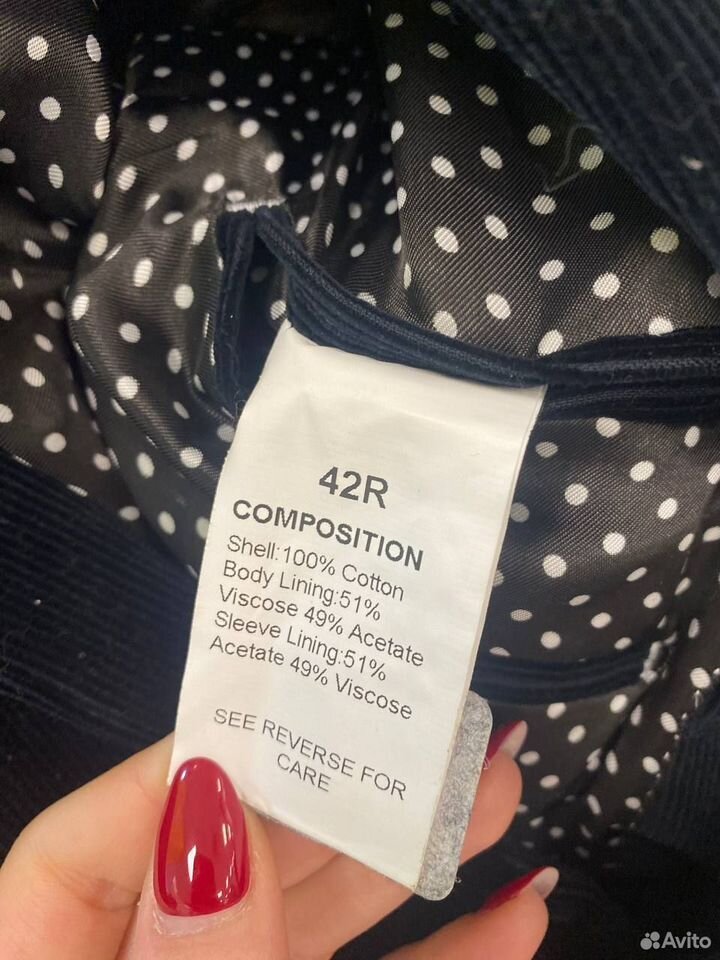 42R
COMPOSITION
Shell:100% Cotton
Body Lining:51%
Viscose 49% Acetate
Sleeve Lining:51%
Acetate 49% Viscose
SEE REVERSE FOR
CARE
Avito